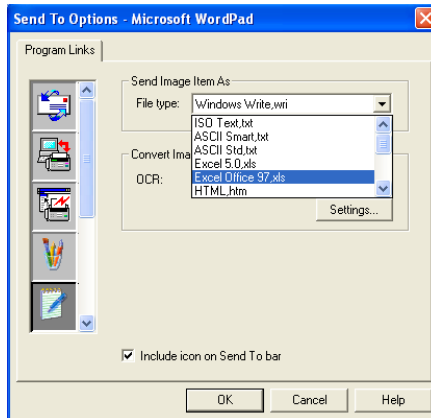 Send To Options - Microsoft WordPad
Program Links
Send Image Item As
File type: Windows Write,wri
ISO Text,txt
ASCII Smart,txt
ASCII Std,txt
Convert Ima
Excel 5.0,xls
OCR: Excel Office 97,xls
HTML,htm
Settings...
Include icon on Send To bar
OK Cancel Help